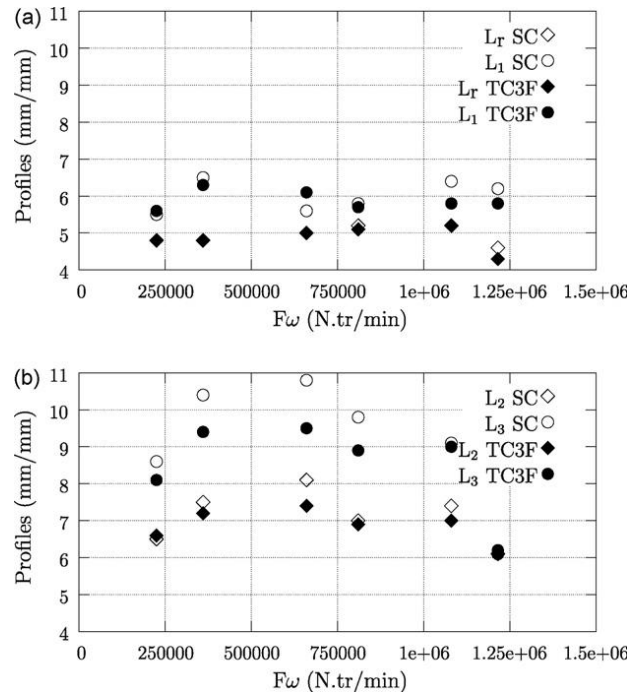 (a)
11
10
9
8
7
6
5
4
Profiles (mm/mm)
Lr SC
L1 SC
Lr TC3F
L1 TC3F
0 250000 500000 750000 1e+06 1.25e+06 1.5e+06
Fω (N.tr/min)
(b)
11
10
9
8
7
6
5
4
Profiles (mm/mm)
L2 SC
L3 SC
L2 TC3F
L3 TC3F
0 250000 500000 750000 1e+06 1.25e+06 1.5e+06
Fω (N.tr/min)